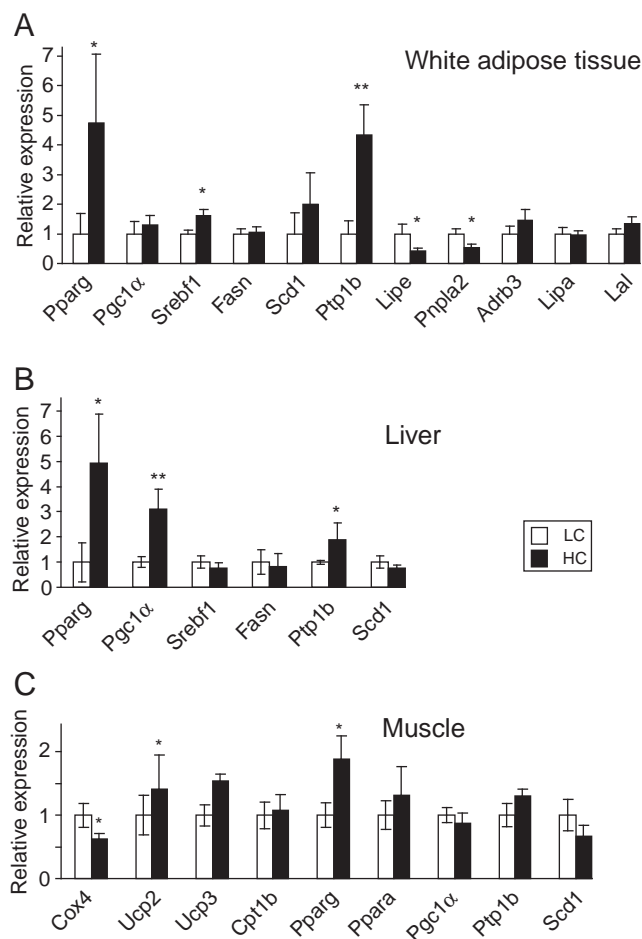 A
White adipose tissue
Relative expression
7
6
5
4
3
2
1
0
*
*
**
*
*
Pparg
Pgc1α
Srebf1
Fasn
Scd1
Ptp1b
Lipe
Pnpla2
Adrb3
Lipa
Lal
B
Liver
Relative expression
7
6
5
4
3
2
1
0
*
**
*
Pparg
Pgc1α
Srebf1
Fasn
Ptp1b
Scd1
LC
HC
C
Muscle
Relative expression
2
1
0
*
*
*
Cox4
Ucp2
Ucp3
Cpt1b
Pparg
Ppara
Pgc1α
Ptp1b
Scd1